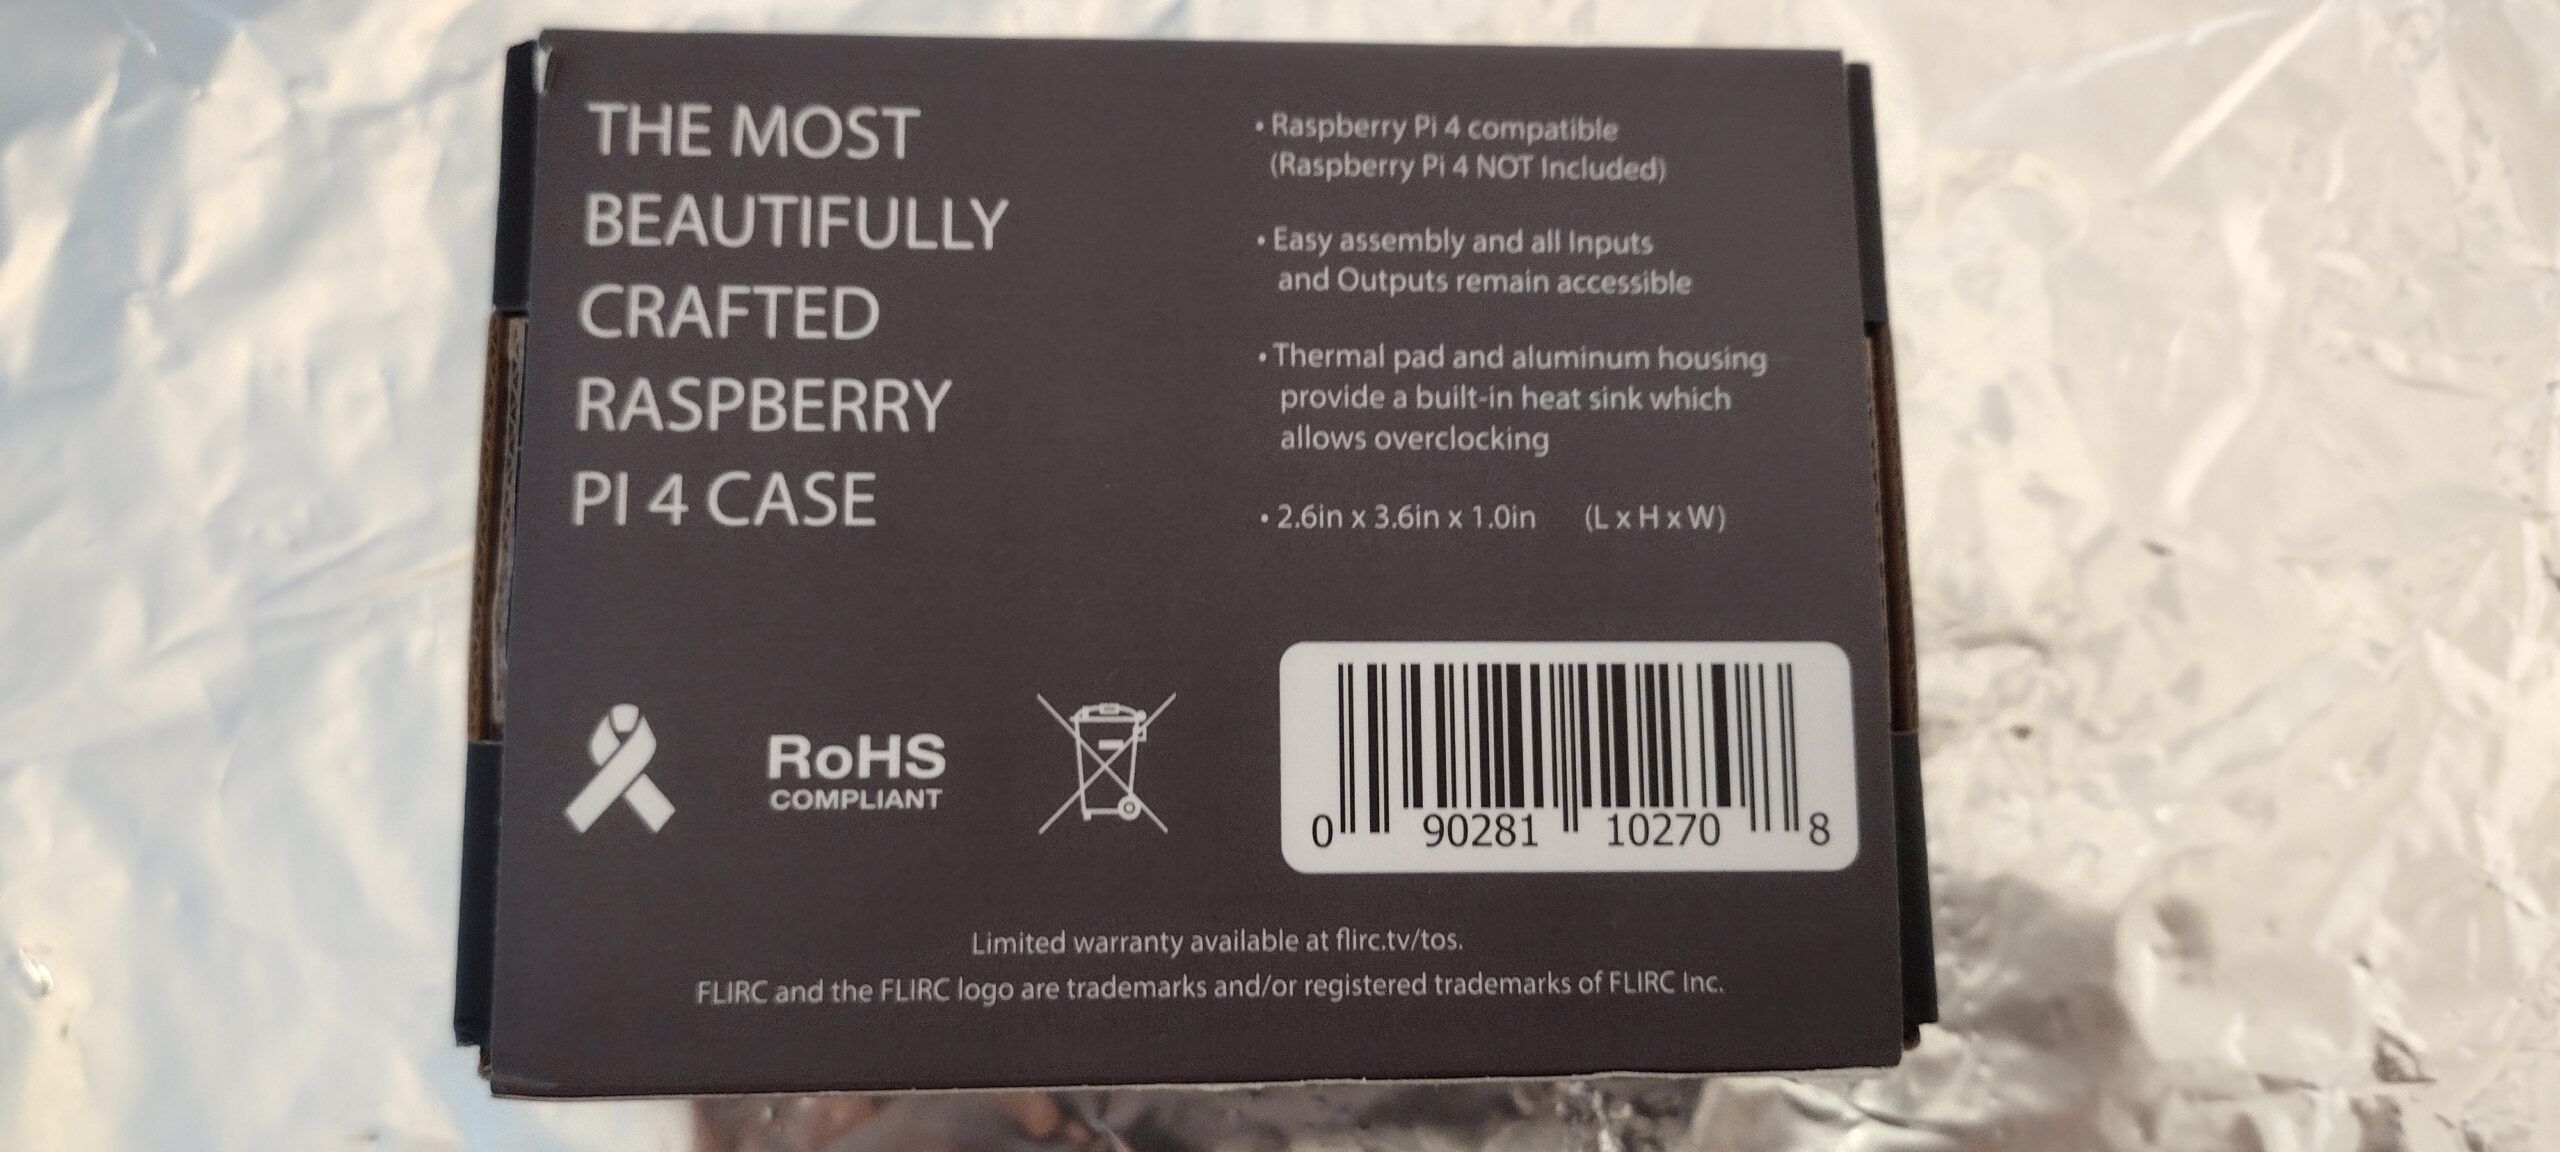 THE MOST
BEAUTIFULLY
CRAFTED
RASPBERRY
PI 4 CASE
• Raspberry Pi 4 compatible
(Raspberry Pi 4 NOT Included)
• Easy assembly and all Inputs
and Outputs remain accessible
• Thermal pad and aluminum housing
provide a built-in heat sink which
allows overclocking
• 2.6in x 3.6in x 1.0in (L x H x W)
RoHS
COMPLIANT
0 90281 10270 8
Limited warranty available at flirc.tv/tos.
FLIRC and the FLIRC logo are trademarks and/or registered trademarks of FLIRC Inc.